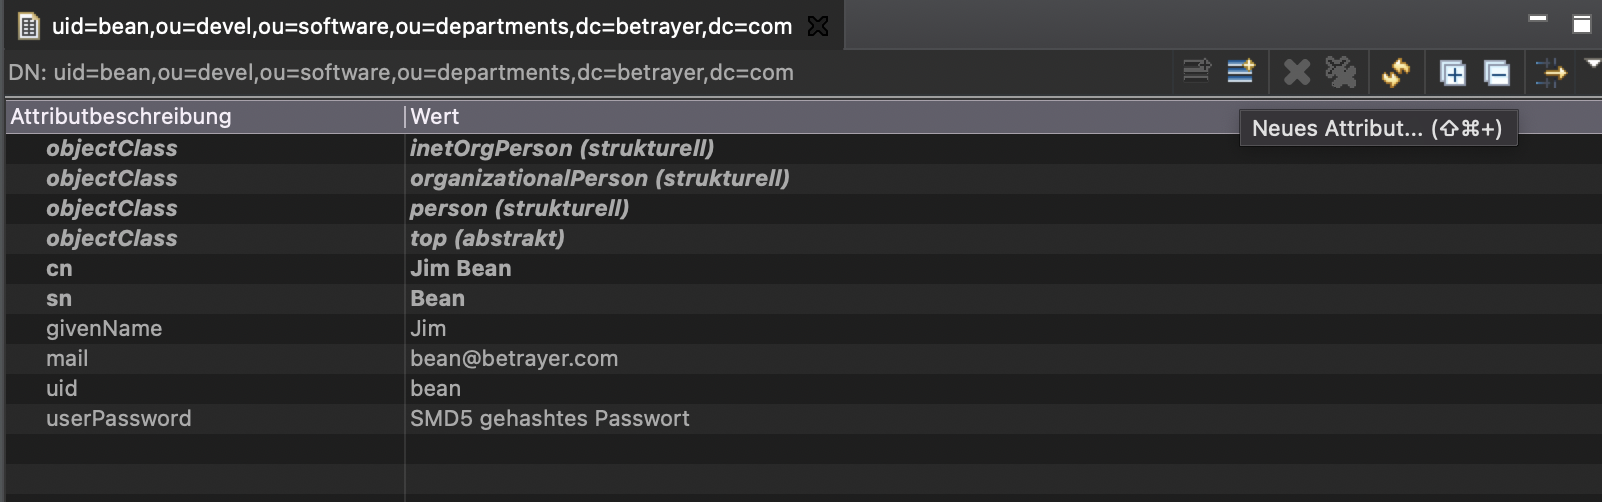 uid=bean,ou=devel,ou=software,ou=departments,dc=betrayer,dc=com
DN: uid=bean,ou=devel,ou=software,ou=departments,dc=betrayer,dc=com
Attributbeschreibung Wert
Neues Attribut... (⇧⌘+)
objectClass inetOrgPerson (strukturell)
objectClass organizationalPerson (strukturell)
objectClass person (strukturell)
objectClass top (abstrakt)
cn Jim Bean
sn Bean
givenName Jim
mail bean@betrayer.com
uid bean
userPassword SMD5 gehashtes Passwort